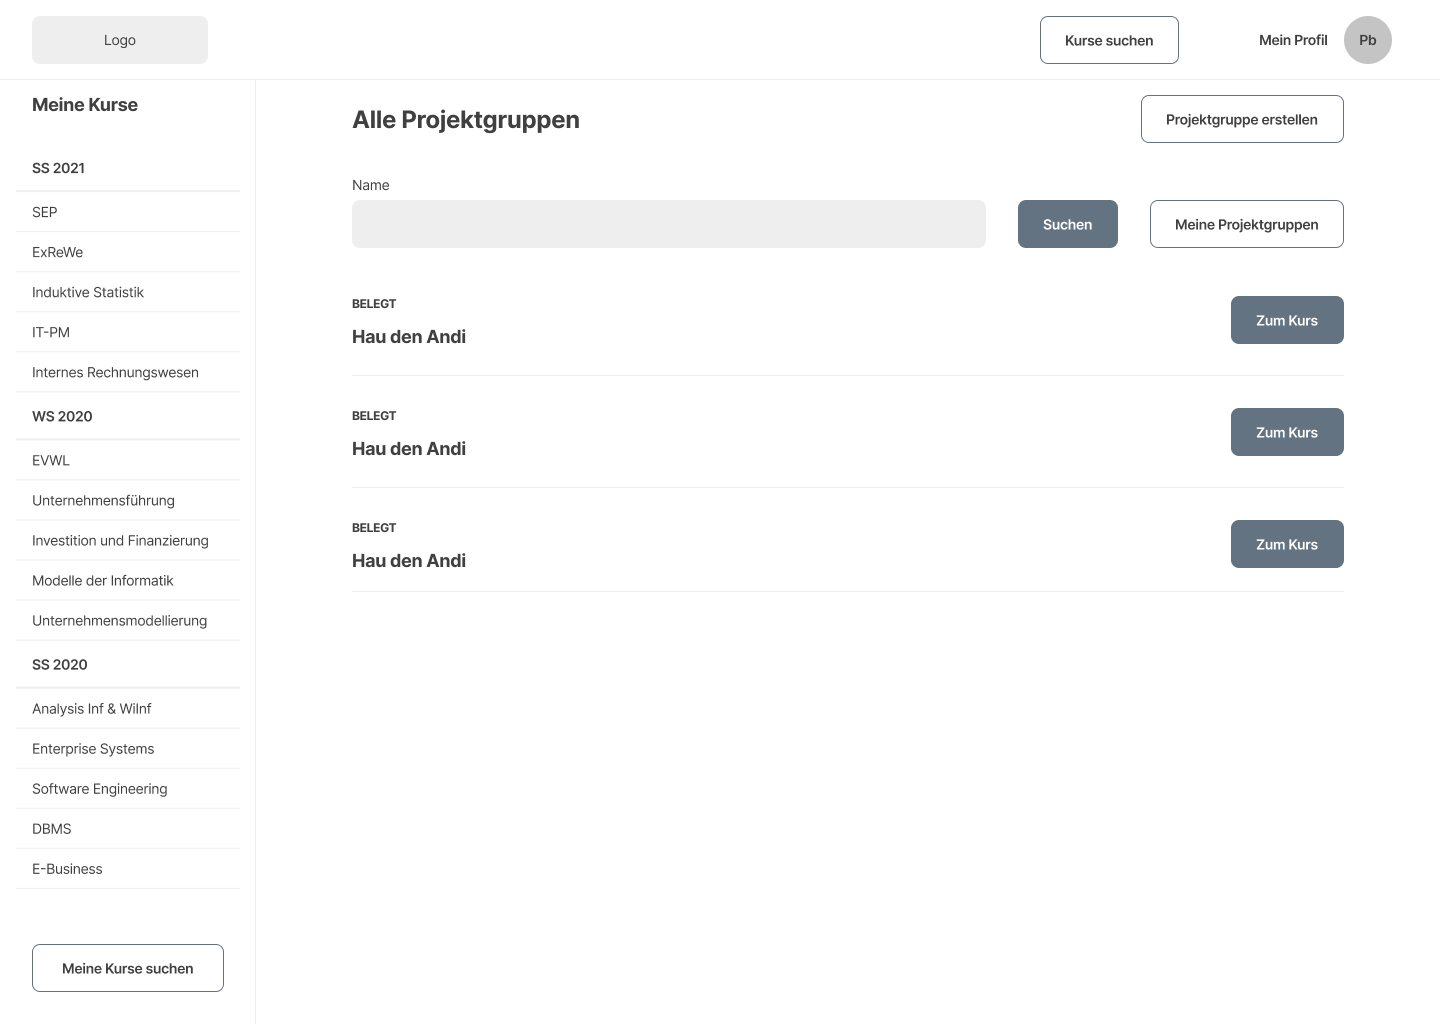 Logo
Kurse suchen
Mein Profil
Pb
Meine Kurse
SS 2021
SEP
ExReWe
Induktive Statistik
IT-PM
Internes Rechnungswesen
WS 2020
EVWL
Unternehmensführung
Investition und Finanzierung
Modelle der Informatik
Unternehmensmodellierung
SS 2020
Analysis Inf & WiInf
Enterprise Systems
Software Engineering
DBMS
E-Business
Meine Kurse suchen
Alle Projektgruppen
Projektgruppe erstellen
Name
Suchen
Meine Projektgruppen
BELEGT
Hau den Andi
Zum Kurs
BELEGT
Hau den Andi
Zum Kurs
BELEGT
Hau den Andi
Zum Kurs